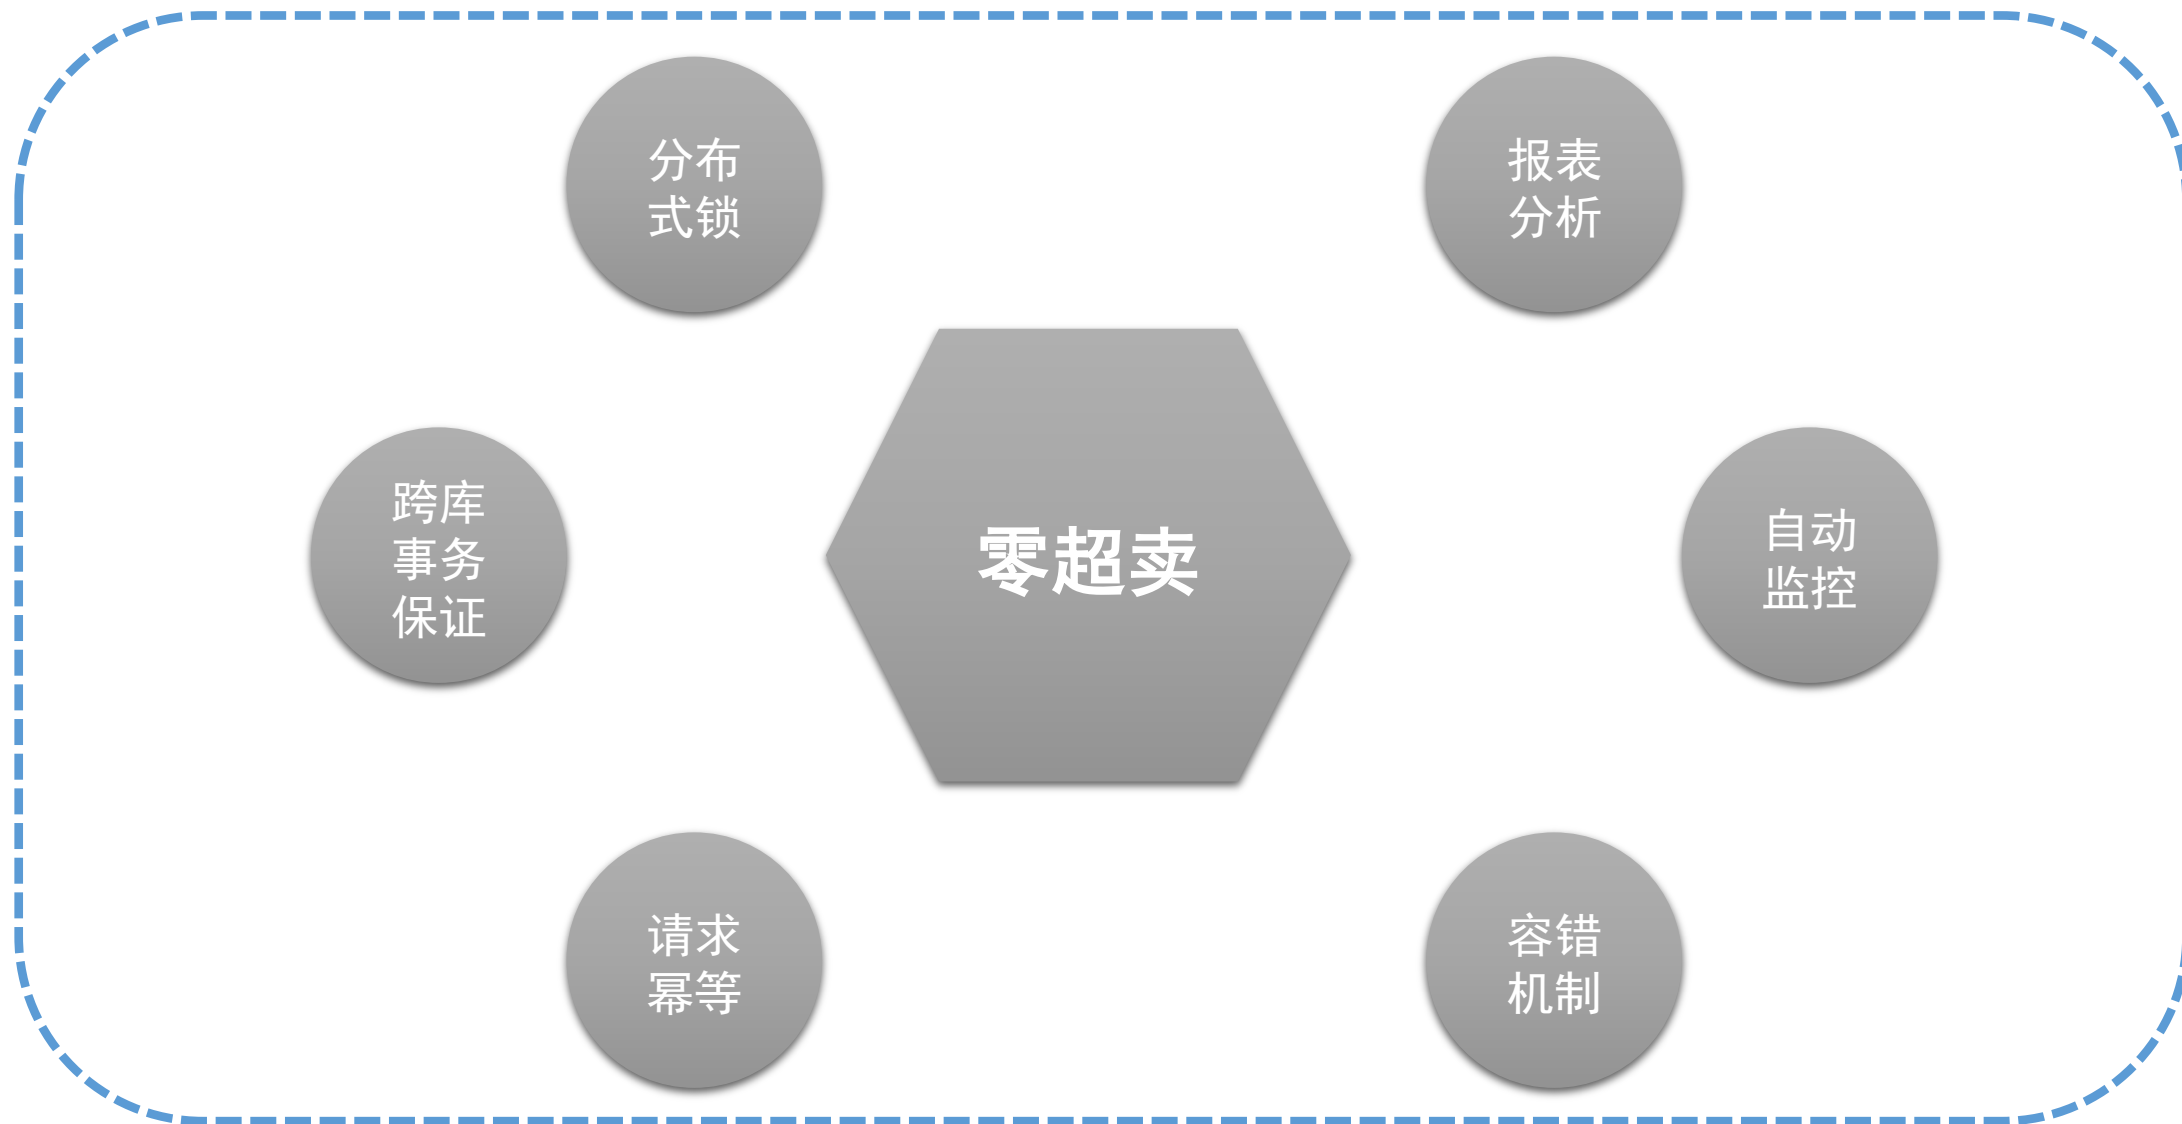 分布
式锁
报表
分析
跨库
事务
保证
零超卖
自动
监控
请求
幂等
容错
机制